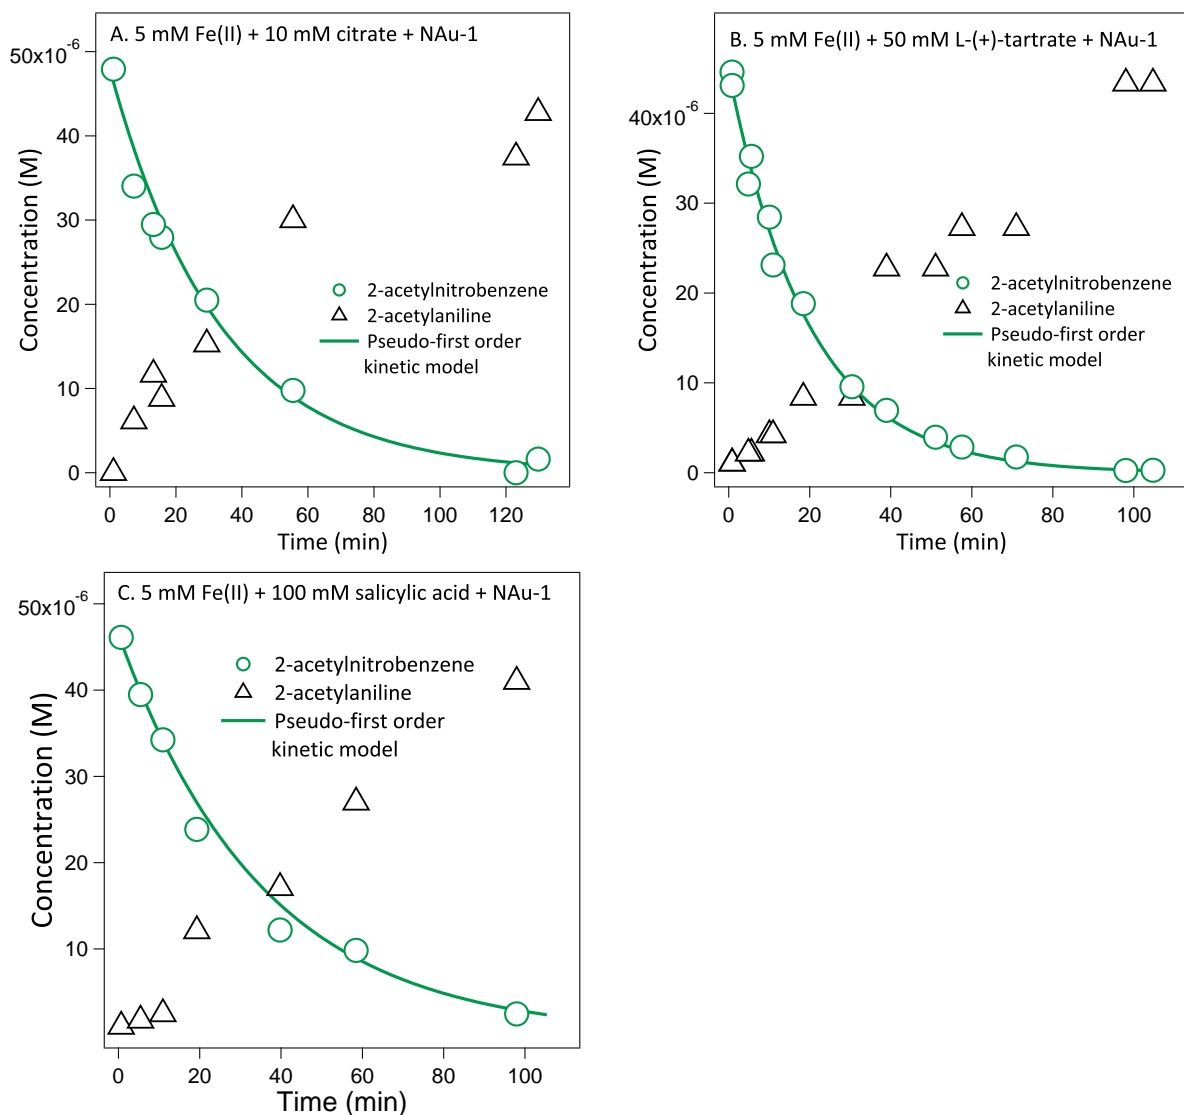 A. 5 mM Fe(II) + 10 mM citrate + NAu-1
50x10⁻⁶
40
30
20
10
0
Concentration (M)
2-acetylnitrobenzene
2-acetylaniline
Pseudo-first order
kinetic model
0 20 40 60 80 100 120
Time (min)
B. 5 mM Fe(II) + 50 mM L-(+)-tartrate + NAu-1
40x10⁻⁶
30
20
10
0
Concentration (M)
2-acetylnitrobenzene
2-acetylaniline
Pseudo-first order
kinetic model
0 20 40 60 80 100
Time (min)
C. 5 mM Fe(II) + 100 mM salicylic acid + NAu-1
50x10⁻⁶
40
30
20
10
Concentration (M)
2-acetylnitrobenzene
2-acetylaniline
Pseudo-first order
kinetic model
0 20 40 60 80 100
Time (min)